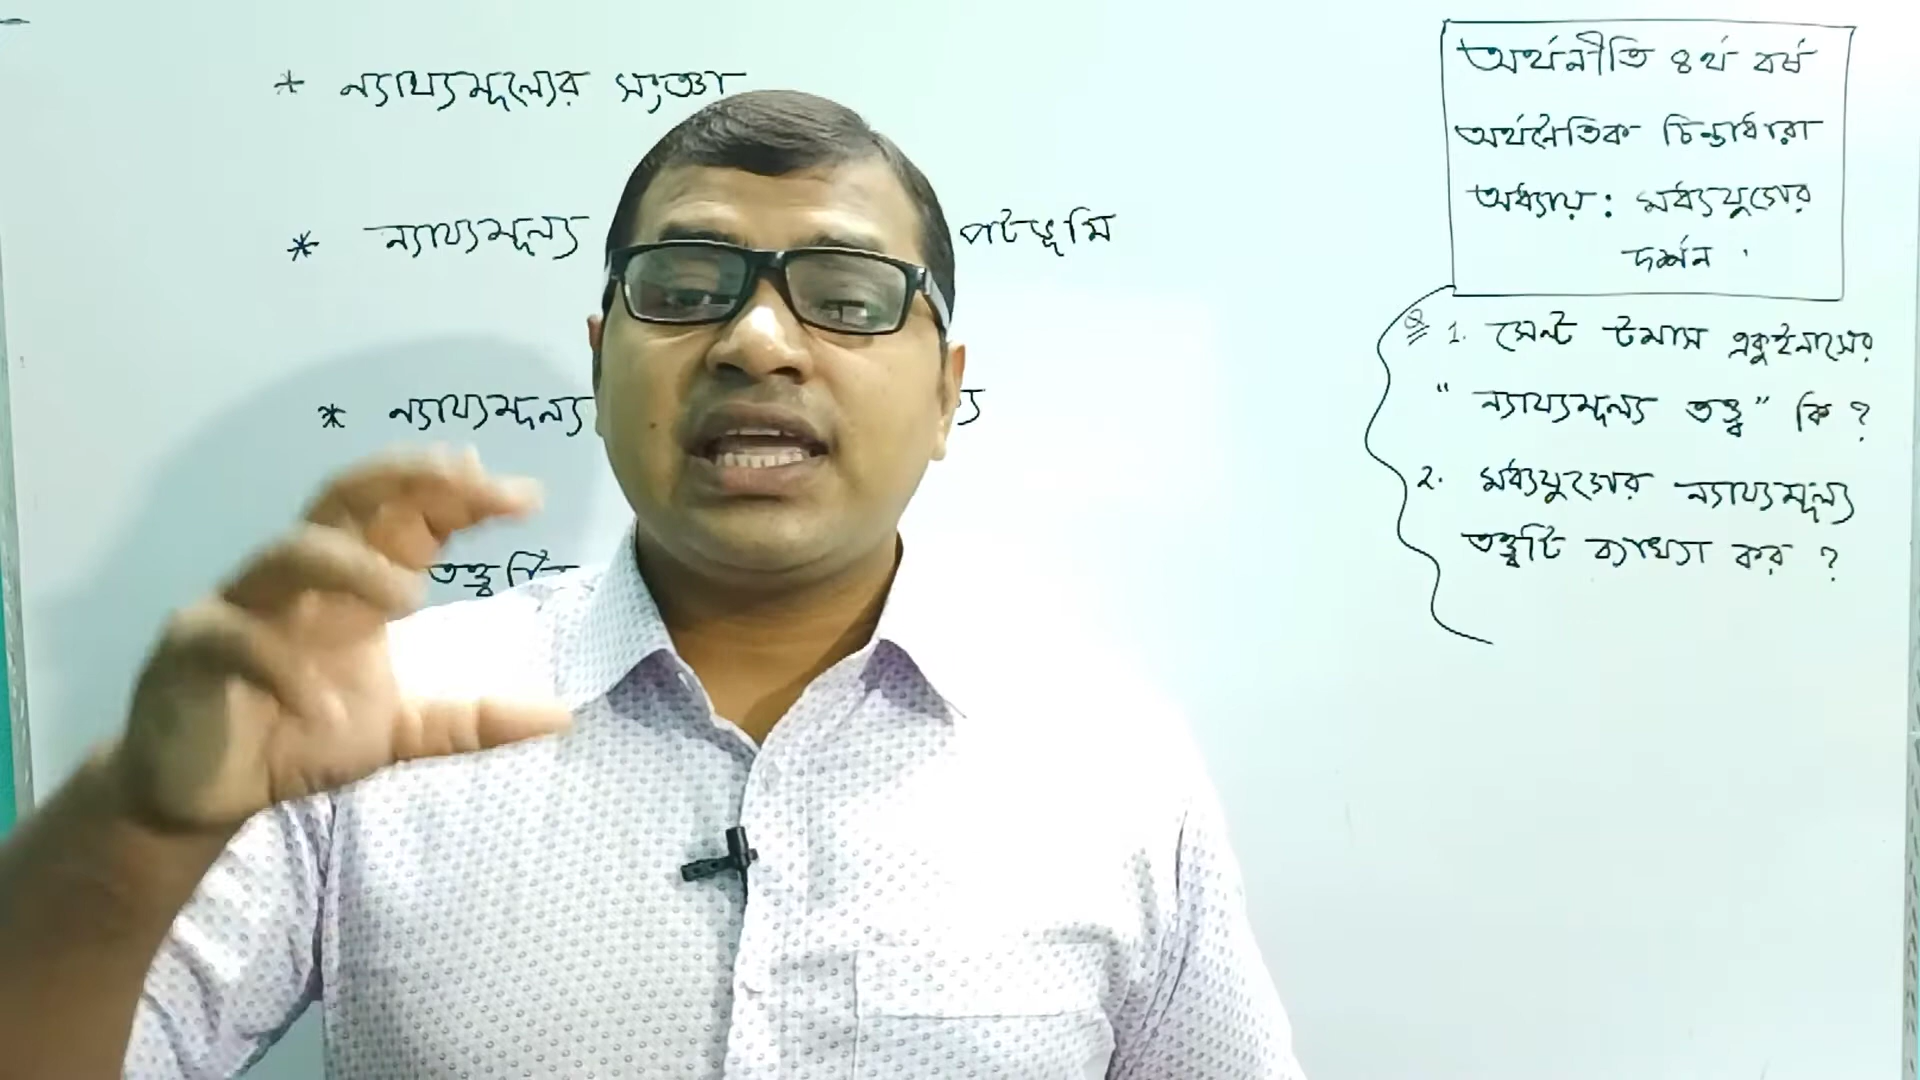 * ন্যায্যমূল্যের সংজ্ঞা
* ন্যায্যমূল্য পটভূমি
* ন্যায্যমূল্য
তত্ত্বটি
অর্থনীতি ৪র্থ বর্ষ
অর্থনৈতিক চিন্তাধারা
অধ্যায় : মধ্যযুগের
দর্শন .
Q 1. সেন্ট টমাস একুইনাসের
" ন্যায্যমূল্য তত্ত্ব " কি ?
2. মধ্যযুগের ন্যায্যমূল্য
তত্ত্বটি ব্যাখ্যা কর ?